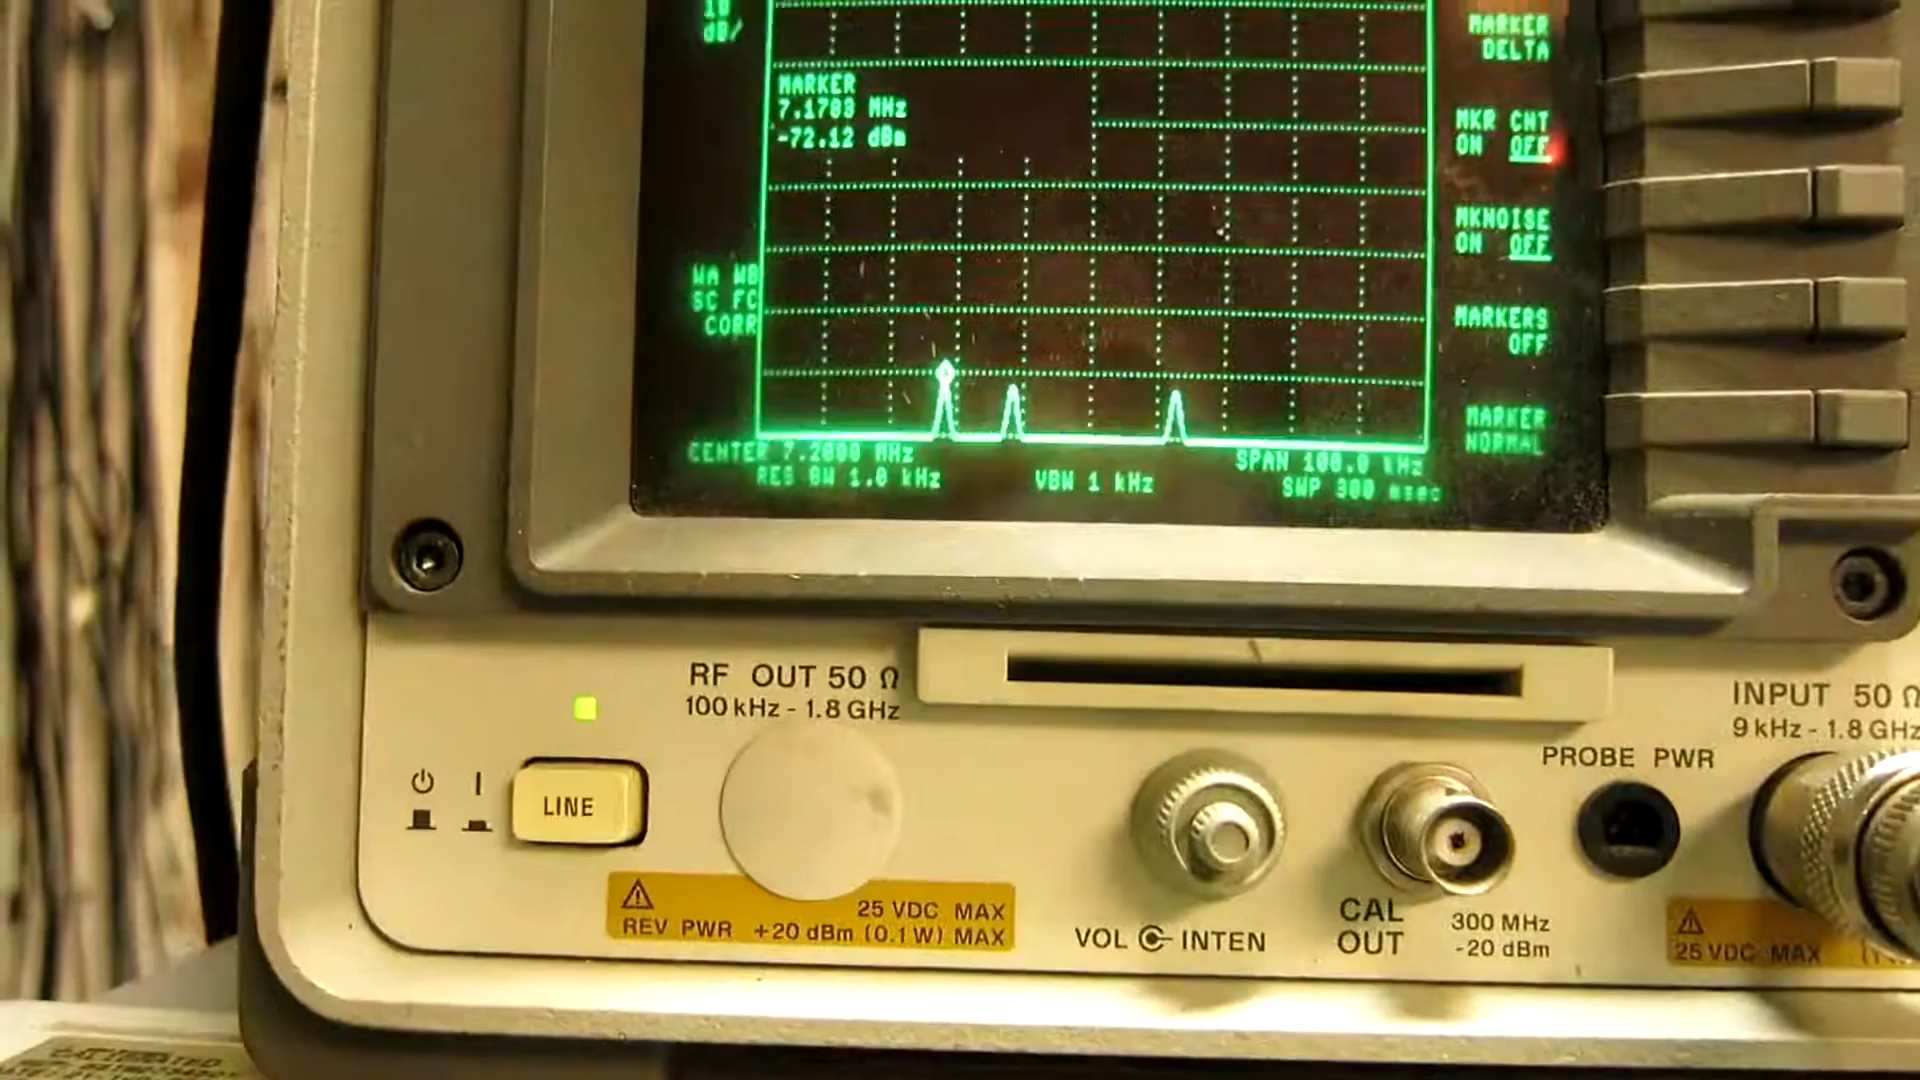 10
dB/
MARKER
7.1783 MHz
-72.12 dBm
WA WB
SC FC
CORR
CENTER 7.2000 MHz
RES BW 1.0 kHz
VBW 1 kHz
SPAN 100.0 kHz
SWP 300 msec
MARKER
DELTA
MKR CNT
ON OFF
MKNOISE
ON OFF
MARKERS
OFF
MARKER
NORMAL
RF OUT 50 Ω
100 kHz - 1.8 GHz
LINE
25 VDC MAX
REV PWR +20 dBm (0.1W) MAX
VOL INTEN
CAL
OUT
300 MHz
-20 dBm
PROBE PWR
INPUT 50 Ω
9 kHz - 1.8 GHz
25 VDC MAX